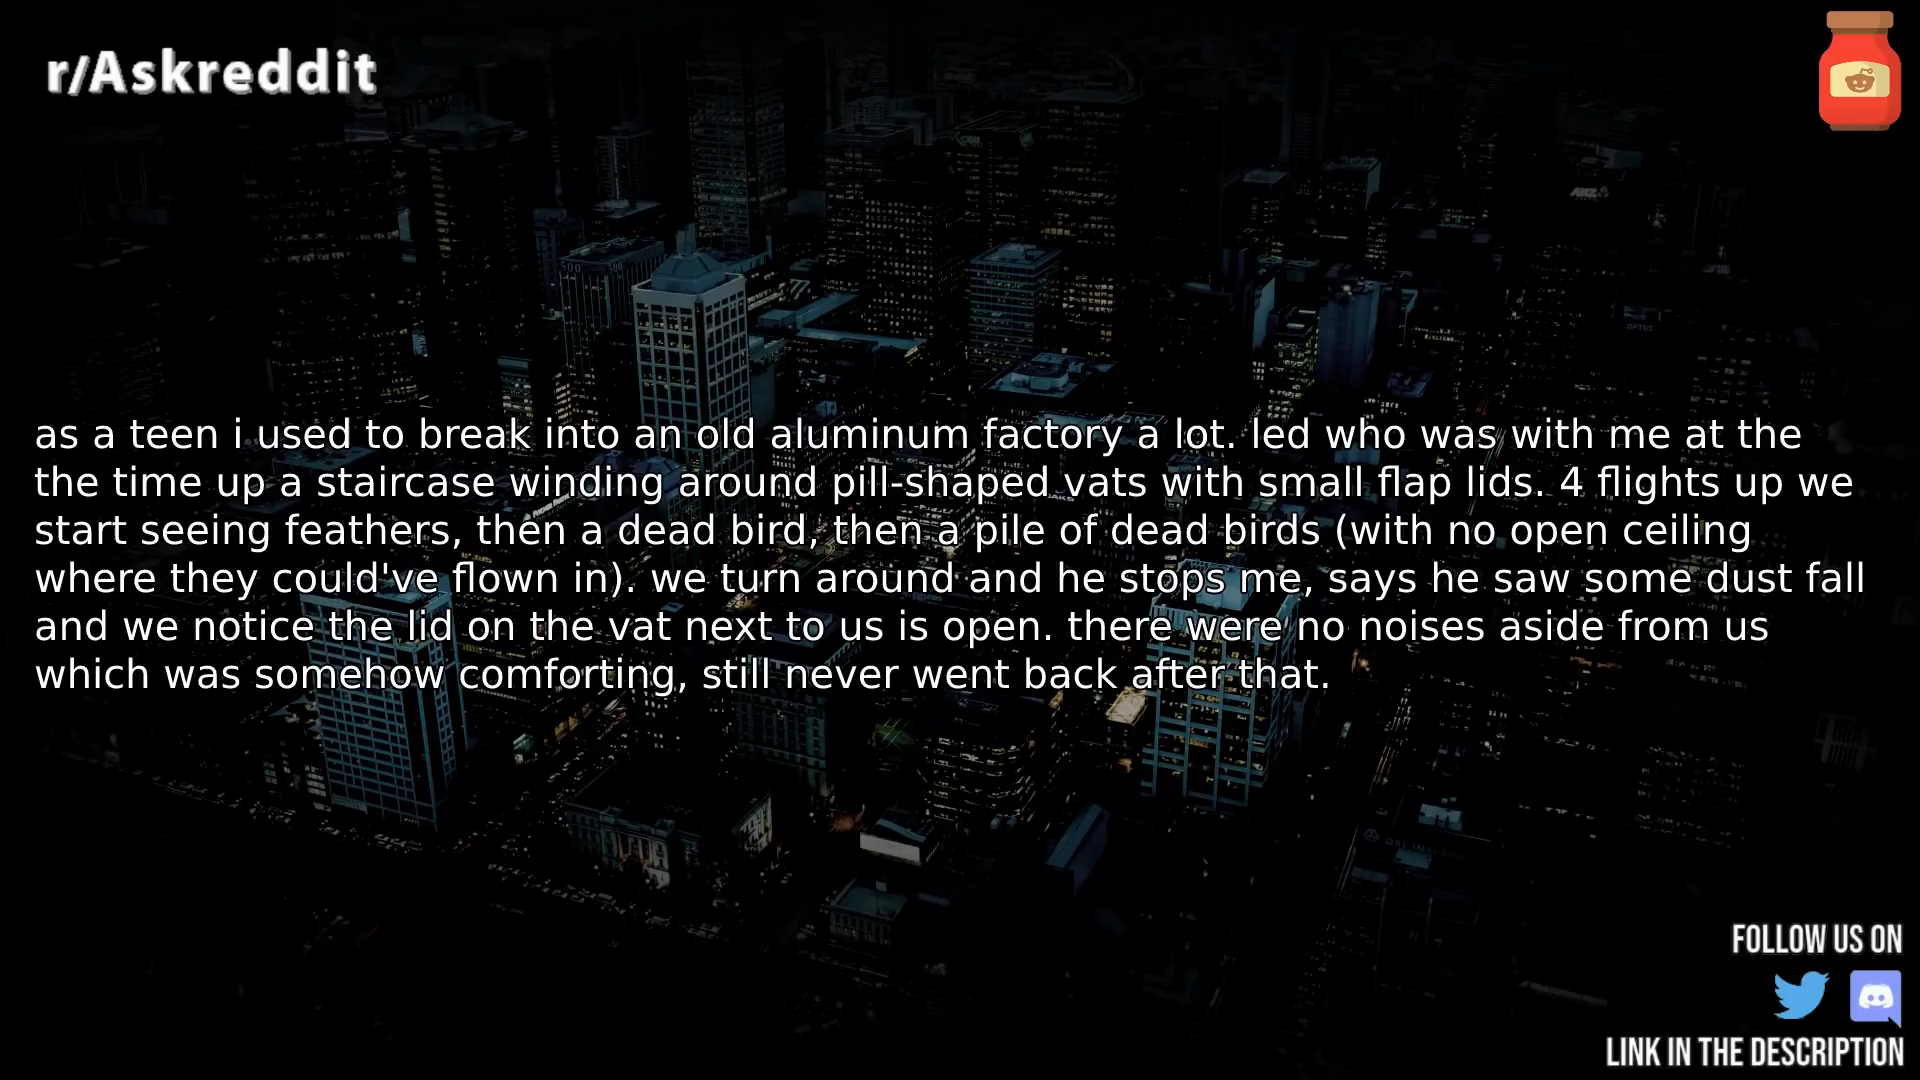 r/Askreddit
as a teen i used to break into an old aluminum factory a lot. led who was with me at the
the time up a staircase winding around pill-shaped vats with small flap lids. 4 flights up we
start seeing feathers, then a dead bird, then a pile of dead birds (with no open ceiling
where they could've flown in). we turn around and he stops me, says he saw some dust fall
and we notice the lid on the vat next to us is open. there were no noises aside from us
which was somehow comforting, still never went back after that.
FOLLOW US ON
LINK IN THE DESCRIPTION